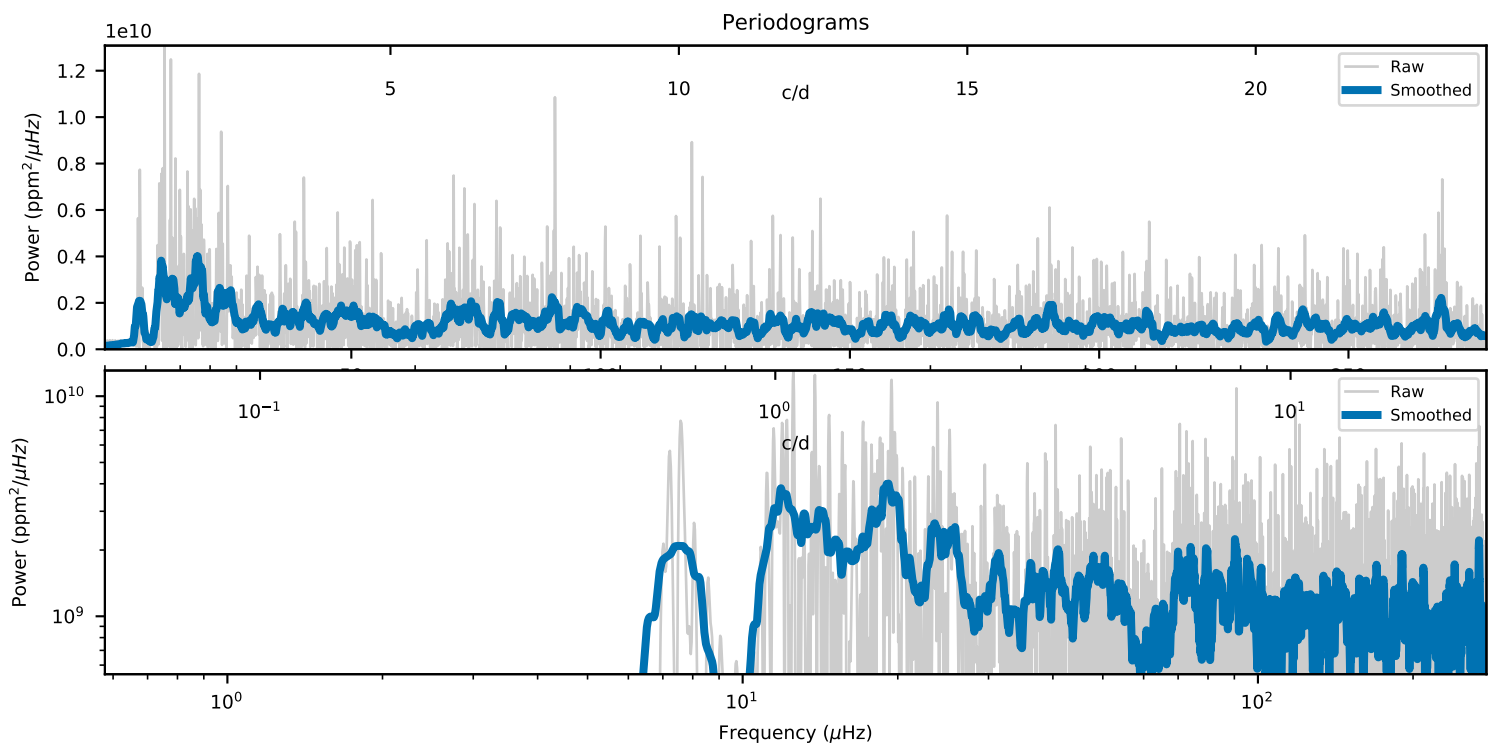 Periodograms
1e10
Power (ppm²/μHz)
1.2
1.0
0.8
0.6
0.4
0.2
0.0
5 10 15 20
c/d
Raw
Smoothed
Power (ppm²/μHz)
10¹⁰
10⁹
10⁻¹ 10⁰ 10¹
c/d
Raw
Smoothed
10⁰ 10¹ 10²
Frequency (μHz)